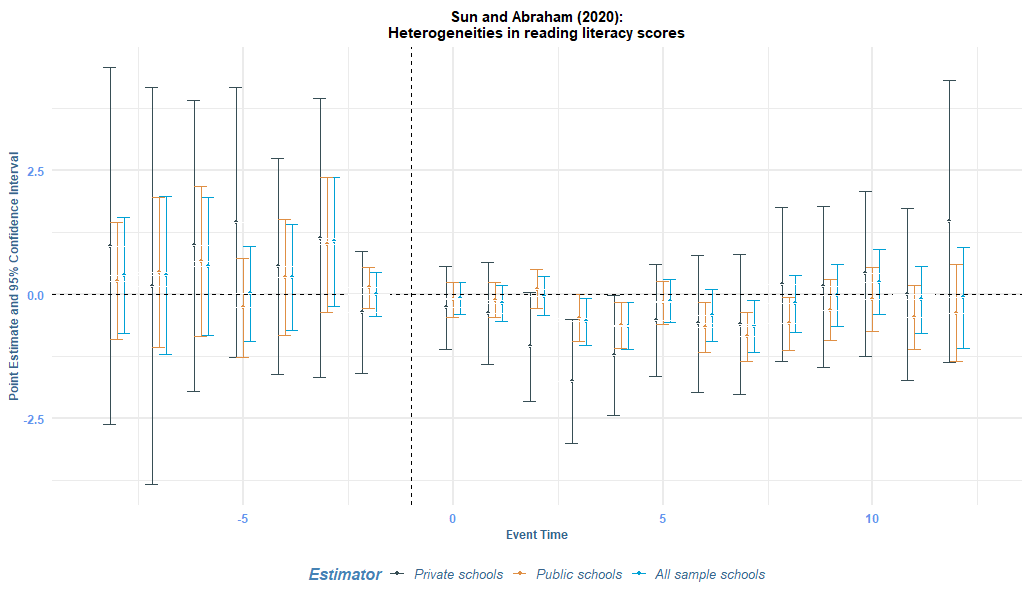 Sun and Abraham (2020):
Heterogeneities in reading literacy scores
Point Estimate and 95% Confidence Interval
2.5
0.0
-2.5
-5
0
5
10
Event Time
Estimator Private schools Public schools All sample schools